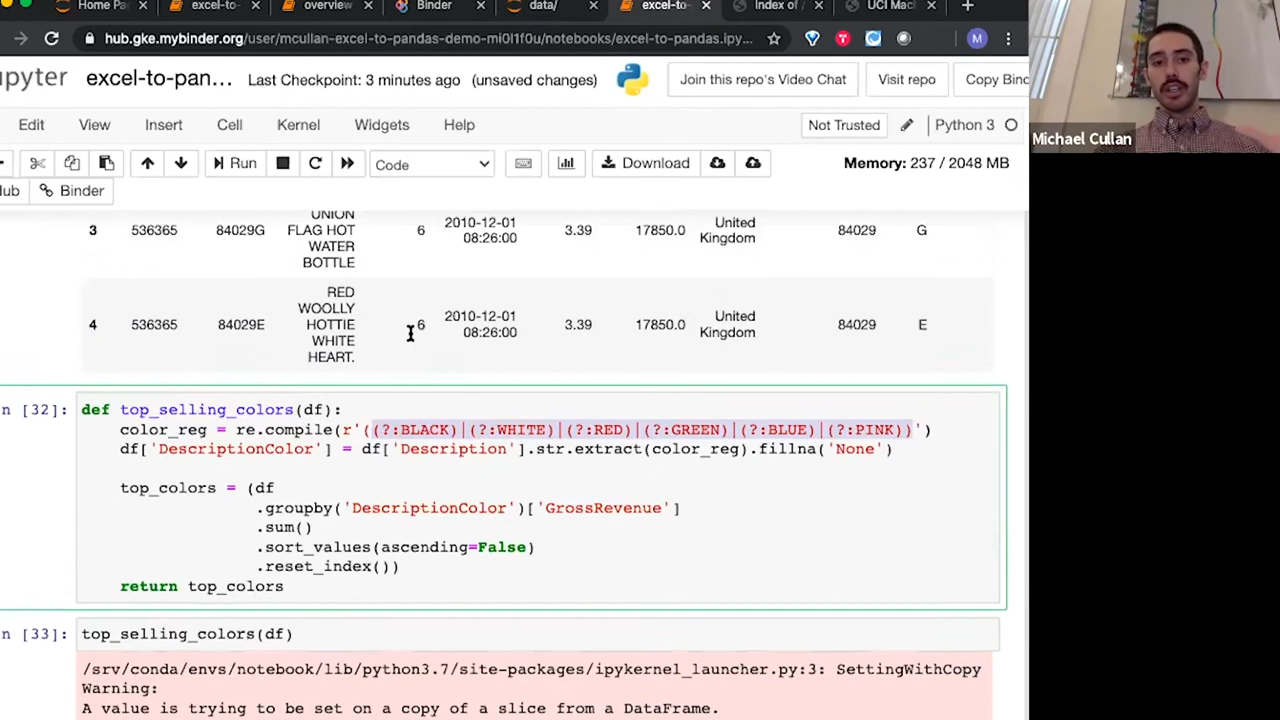 Home Pa
excel-to-
overview
Binder
data/
excel-to-
Index of /
UCI Mac
hub.gke.mybinder.org/user/mcullan-excel-to-pandas-demo-mi0l1f0u/notebooks/excel-to-pandas.ipy...
M
upyter excel-to-pan... Last Checkpoint: 3 minutes ago (unsaved changes)
Join this repo's Video Chat
Visit repo
Copy Bin
Edit View Insert Cell Kernel Widgets Help
Not Trusted
Python 3
Run
Code
Download
Memory: 237 / 2048 MB
Hub
Binder
Michael Cullan
3 536365 84029G UNION FLAG HOT WATER BOTTLE 6 2010-12-01 08:26:00 3.39 17850.0 United Kingdom 84029 G
4 536365 84029E RED WOOLLY HOTTIE WHITE HEART. 6 2010-12-01 08:26:00 3.39 17850.0 United Kingdom 84029 E
n [32]: def top_selling_colors(df):
color_reg = re.compile(r'((?:BLACK)|(?:WHITE)|(?:RED)|(?:GREEN)|(?:BLUE)|(?:PINK))')
df['DescriptionColor'] = df['Description'].str.extract(color_reg).fillna('None')
top_colors = (df
.groupby('DescriptionColor')['GrossRevenue']
.sum()
.sort_values(ascending=False)
.reset_index())
return top_colors
n [33]: top_selling_colors(df)
/srv/conda/envs/notebook/lib/python3.7/site-packages/ipykernel_launcher.py:3: SettingWithCopy
Warning:
A value is trying to be set on a copy of a slice from a DataFrame.